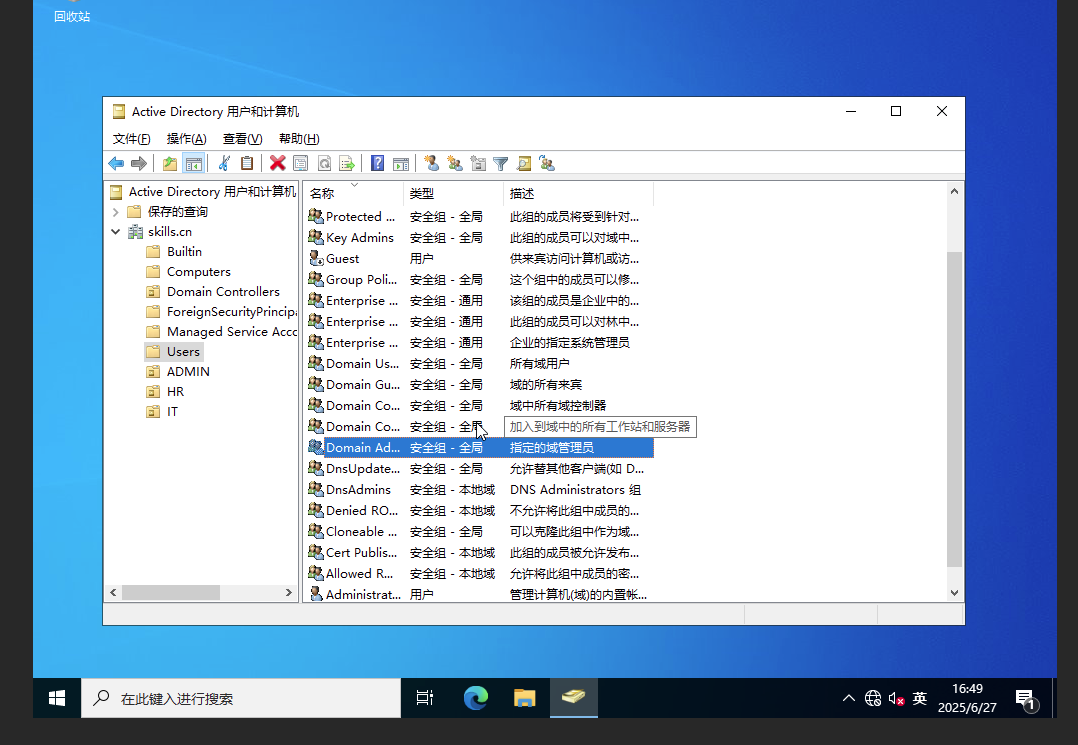 回收站
Active Directory 用户和计算机
文件(F) 操作(A) 查看(V) 帮助(H)
Active Directory 用户和计算机
保存的查询
skills.cn
Builtin
Computers
Domain Controllers
ForeignSecurityPrincipa
Managed Service Acco
Users
ADMIN
HR
IT
名称 类型 描述
Protected ... 安全组 - 全局 此组的成员将受到针对...
Key Admins 安全组 - 全局 此组的成员可以对域中...
Guest 用户 供来宾访问计算机或访...
Group Poli... 安全组 - 全局 这个组中的成员可以修...
Enterprise ... 安全组 - 通用 该组的成员是企业中的...
Enterprise ... 安全组 - 通用 此组的成员可以对林中...
Enterprise ... 安全组 - 通用 企业的指定系统管理员
Domain Us... 安全组 - 全局 所有域用户
Domain Gu... 安全组 - 全局 域的所有来宾
Domain Co... 安全组 - 全局 域中所有域控制器
Domain Co... 安全组 - 全局 加入到域中的所有工作站和服务器
Domain Ad... 安全组 - 全局 指定的域管理员
DnsUpdate... 安全组 - 全局 允许替其他客户端(如 D...
DnsAdmins 安全组 - 本地域 DNS Administrators 组
Denied RO... 安全组 - 本地域 不允许将此组中成员的...
Cloneable ... 安全组 - 全局 可以克隆此组中作为域...
Cert Publis... 安全组 - 本地域 此组的成员被允许发布...
Allowed R... 安全组 - 本地域 允许将此组中成员的密...
Administrat... 用户 管理计算机(域)的内置帐...
在此键入进行搜索
英
16:49
2025/6/27
1